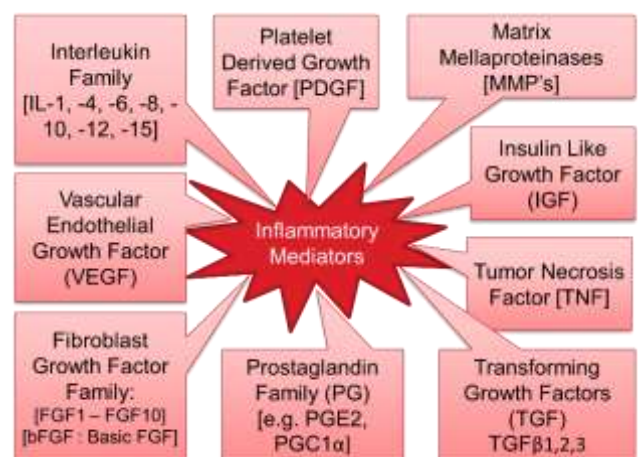 Interleukin
Family
[IL-1, -4, -6, -8, -
10, -12, -15]
Platelet
Derived Growth
Factor [PDGF]
Matrix
Mellaproteinases
[MMP's]
Insulin Like
Growth Factor
(IGF)
Vascular
Endothelial
Growth Factor
(VEGF)
Inflammatory
Mediators
Tumor Necrosis
Factor [TNF]
Fibroblast
Growth Factor
Family:
[FGF1 – FGF10]
[bFGF : Basic FGF]
Prostaglandin
Family (PG)
[e.g. PGE2,
PGC1α]
Transforming
Growth Factors
(TGF)
TGFβ1,2,3